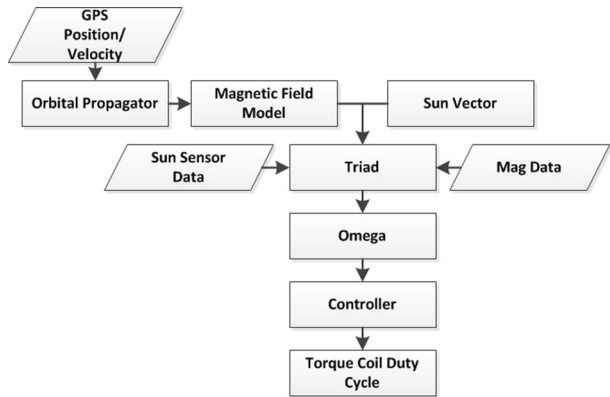 GPS
Position/
Velocity
Orbital Propagator
Magnetic Field
Model
Sun Vector
Sun Sensor
Data
Triad
Mag Data
Omega
Controller
Torque Coil Duty
Cycle